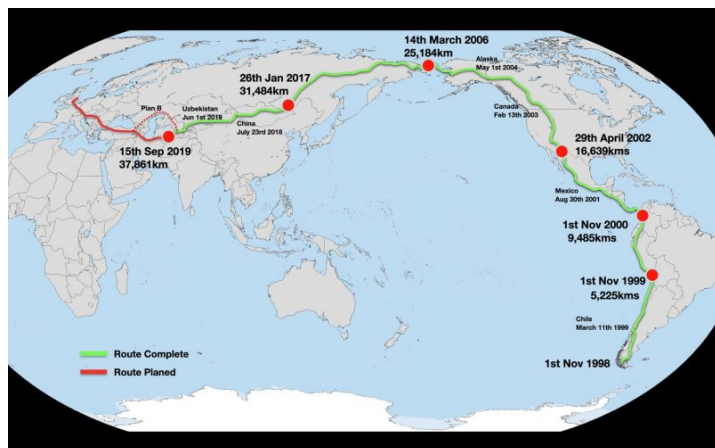 14th March 2006
25,184km
Alaska
May 1st 2004
26th Jan 2017
31,484km
Plan B
Uzbekistan
Jun 1st 2019
China
July 23rd 2018
15th Sep 2019
37,861km
Canada
Feb 13th 2003
29th April 2002
16,639kms
Mexico
Aug 30th 2001
1st Nov 2000
9,485kms
1st Nov 1999
5,225kms
Chile
March 11th 1999
1st Nov 1998
Route Complete
Route Planed